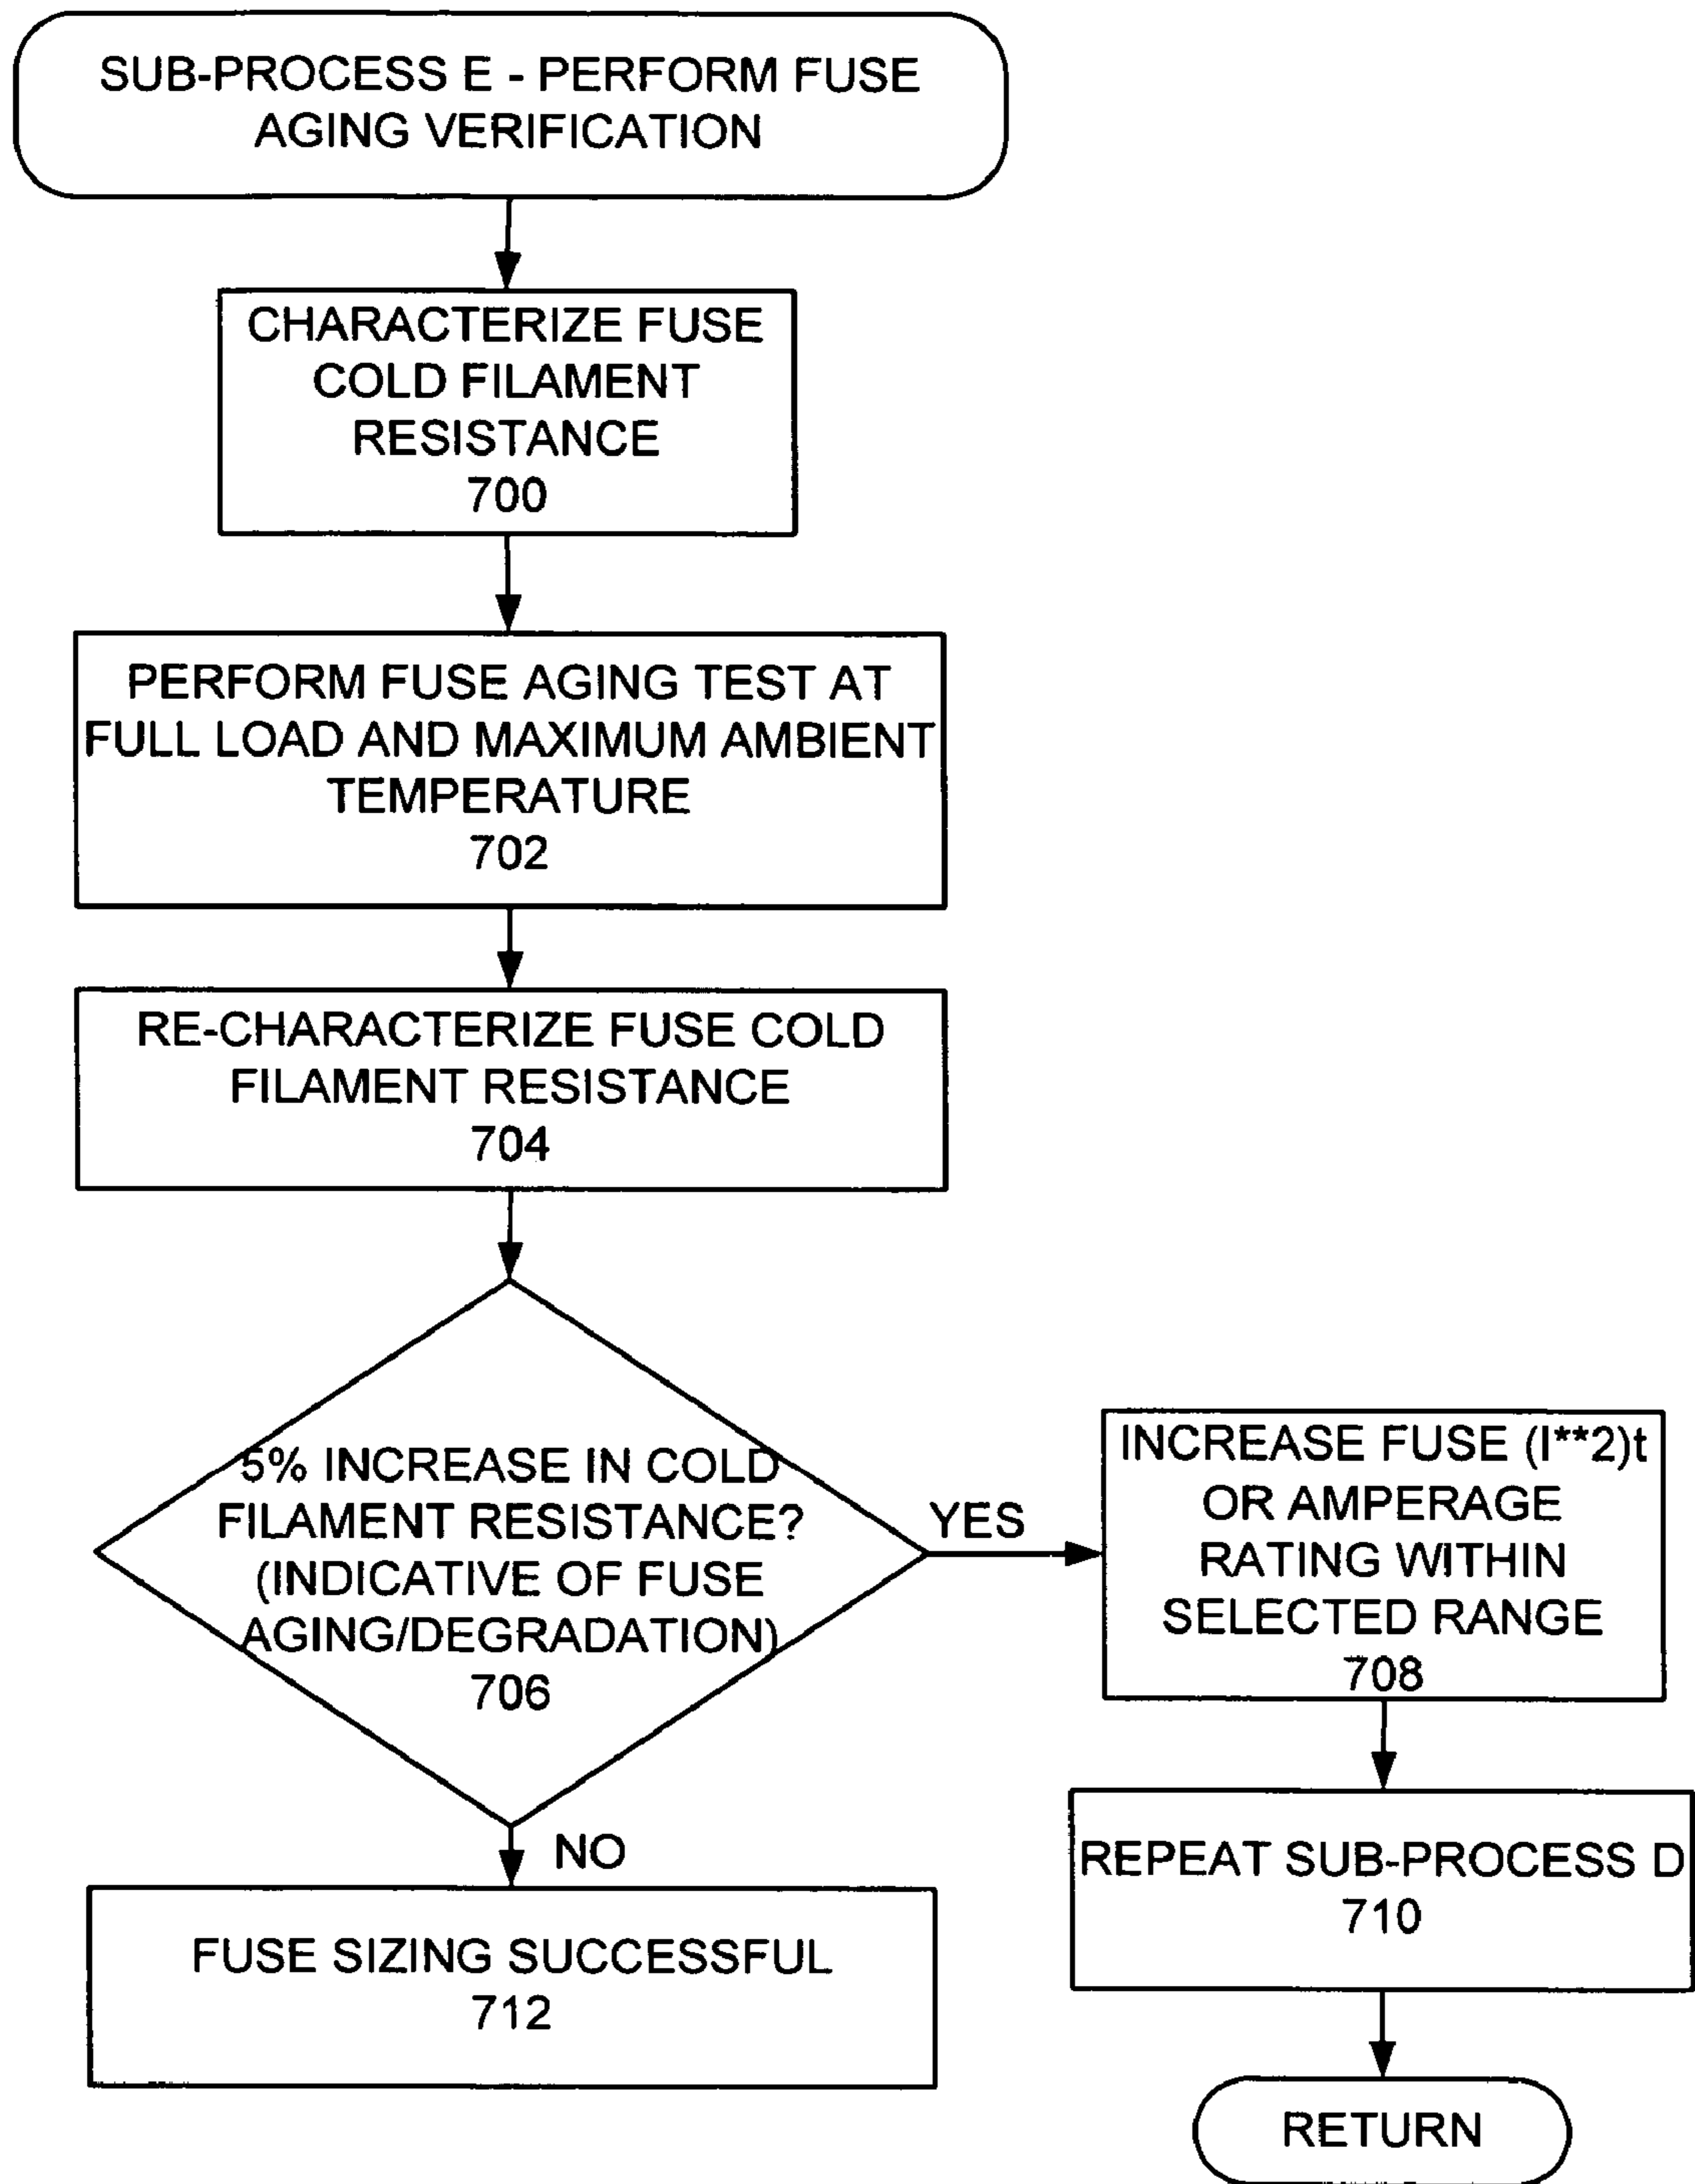 SUB-PROCESS E - PERFORM FUSE
AGING VERIFICATION
CHARACTERIZE FUSE
COLD FILAMENT
RESISTANCE
700
PERFORM FUSE AGING TEST AT
FULL LOAD AND MAXIMUM AMBIENT
TEMPERATURE
702
RE-CHARACTERIZE FUSE COLD
FILAMENT RESISTANCE
704
5% INCREASE IN COLD
FILAMENT RESISTANCE?
(INDICATIVE OF FUSE
AGING/DEGRADATION)
706
YES
INCREASE FUSE (I**2)t
OR AMPERAGE
RATING WITHIN
SELECTED RANGE
708
REPEAT SUB-PROCESS D
710
RETURN
NO
FUSE SIZING SUCCESSFUL
712